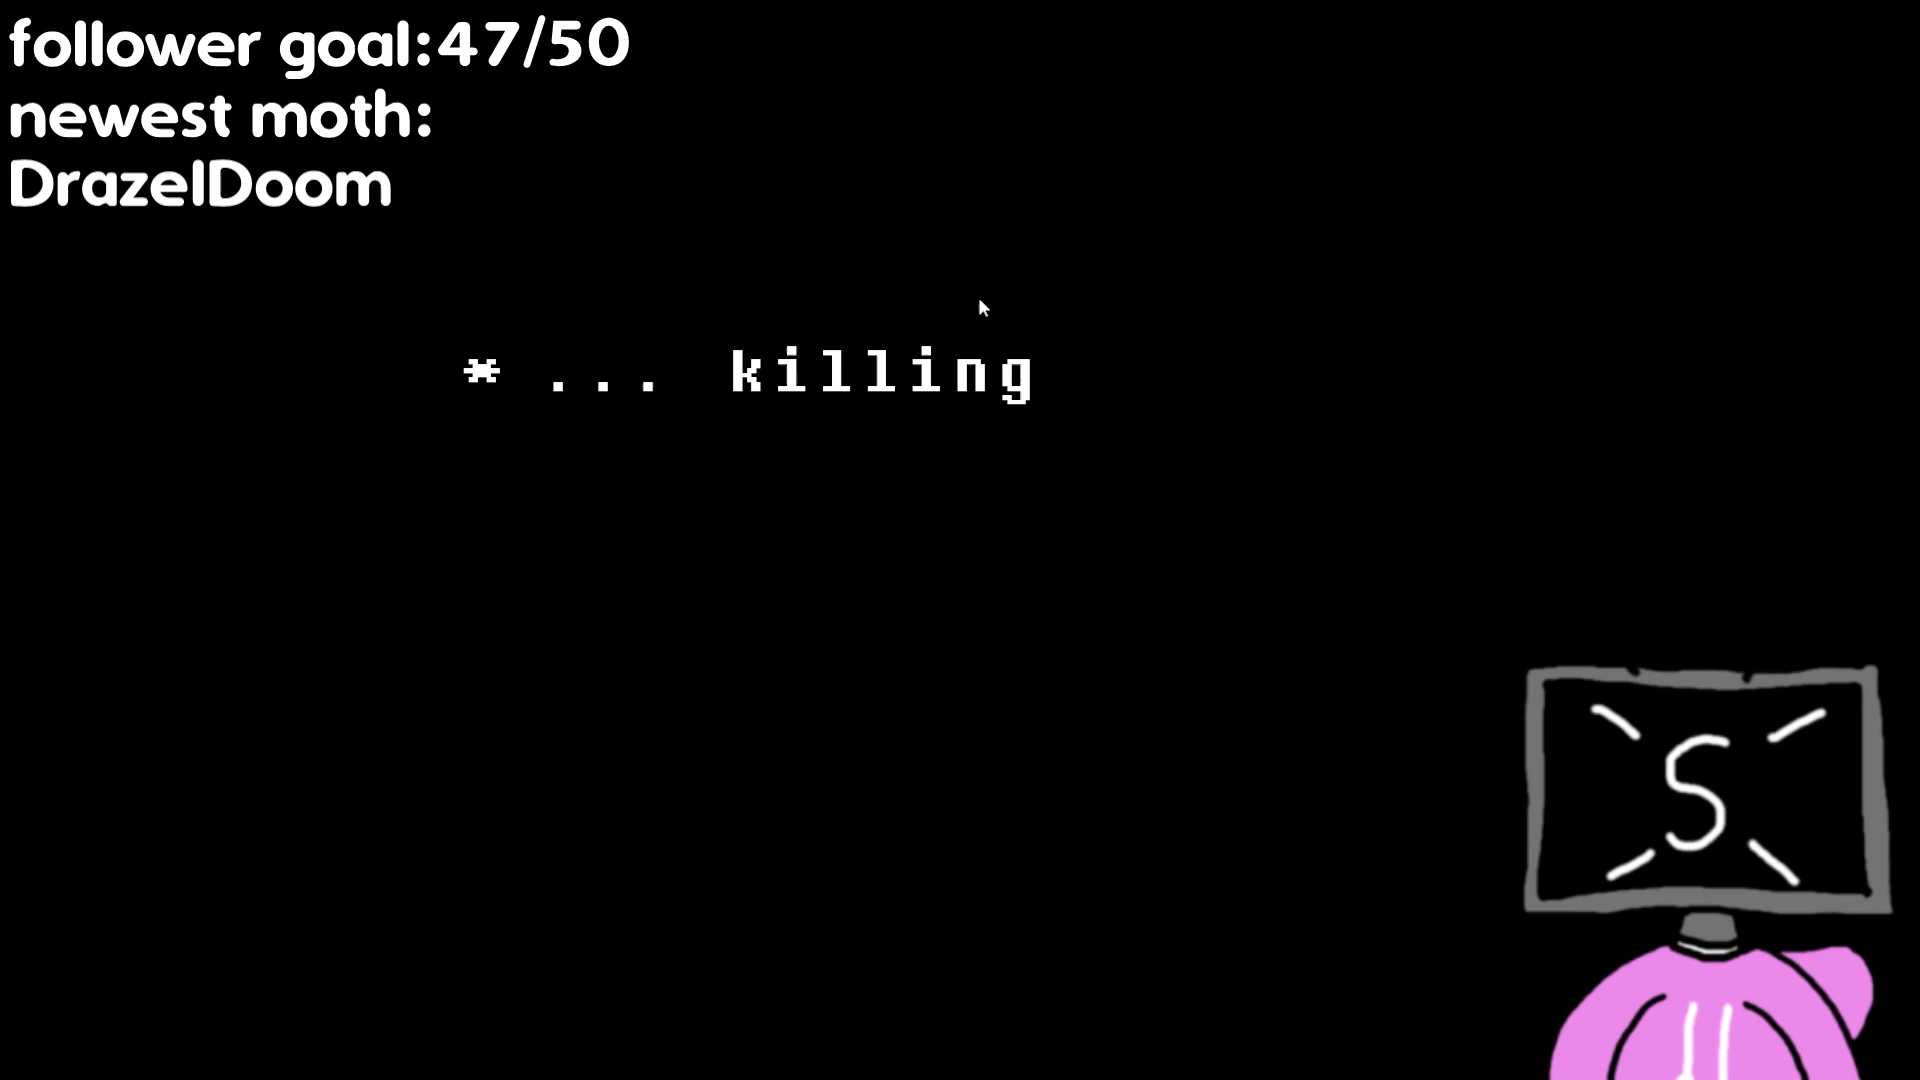 follower goal:47/50
newest moth:
DrazelDoom
* ... killing
S